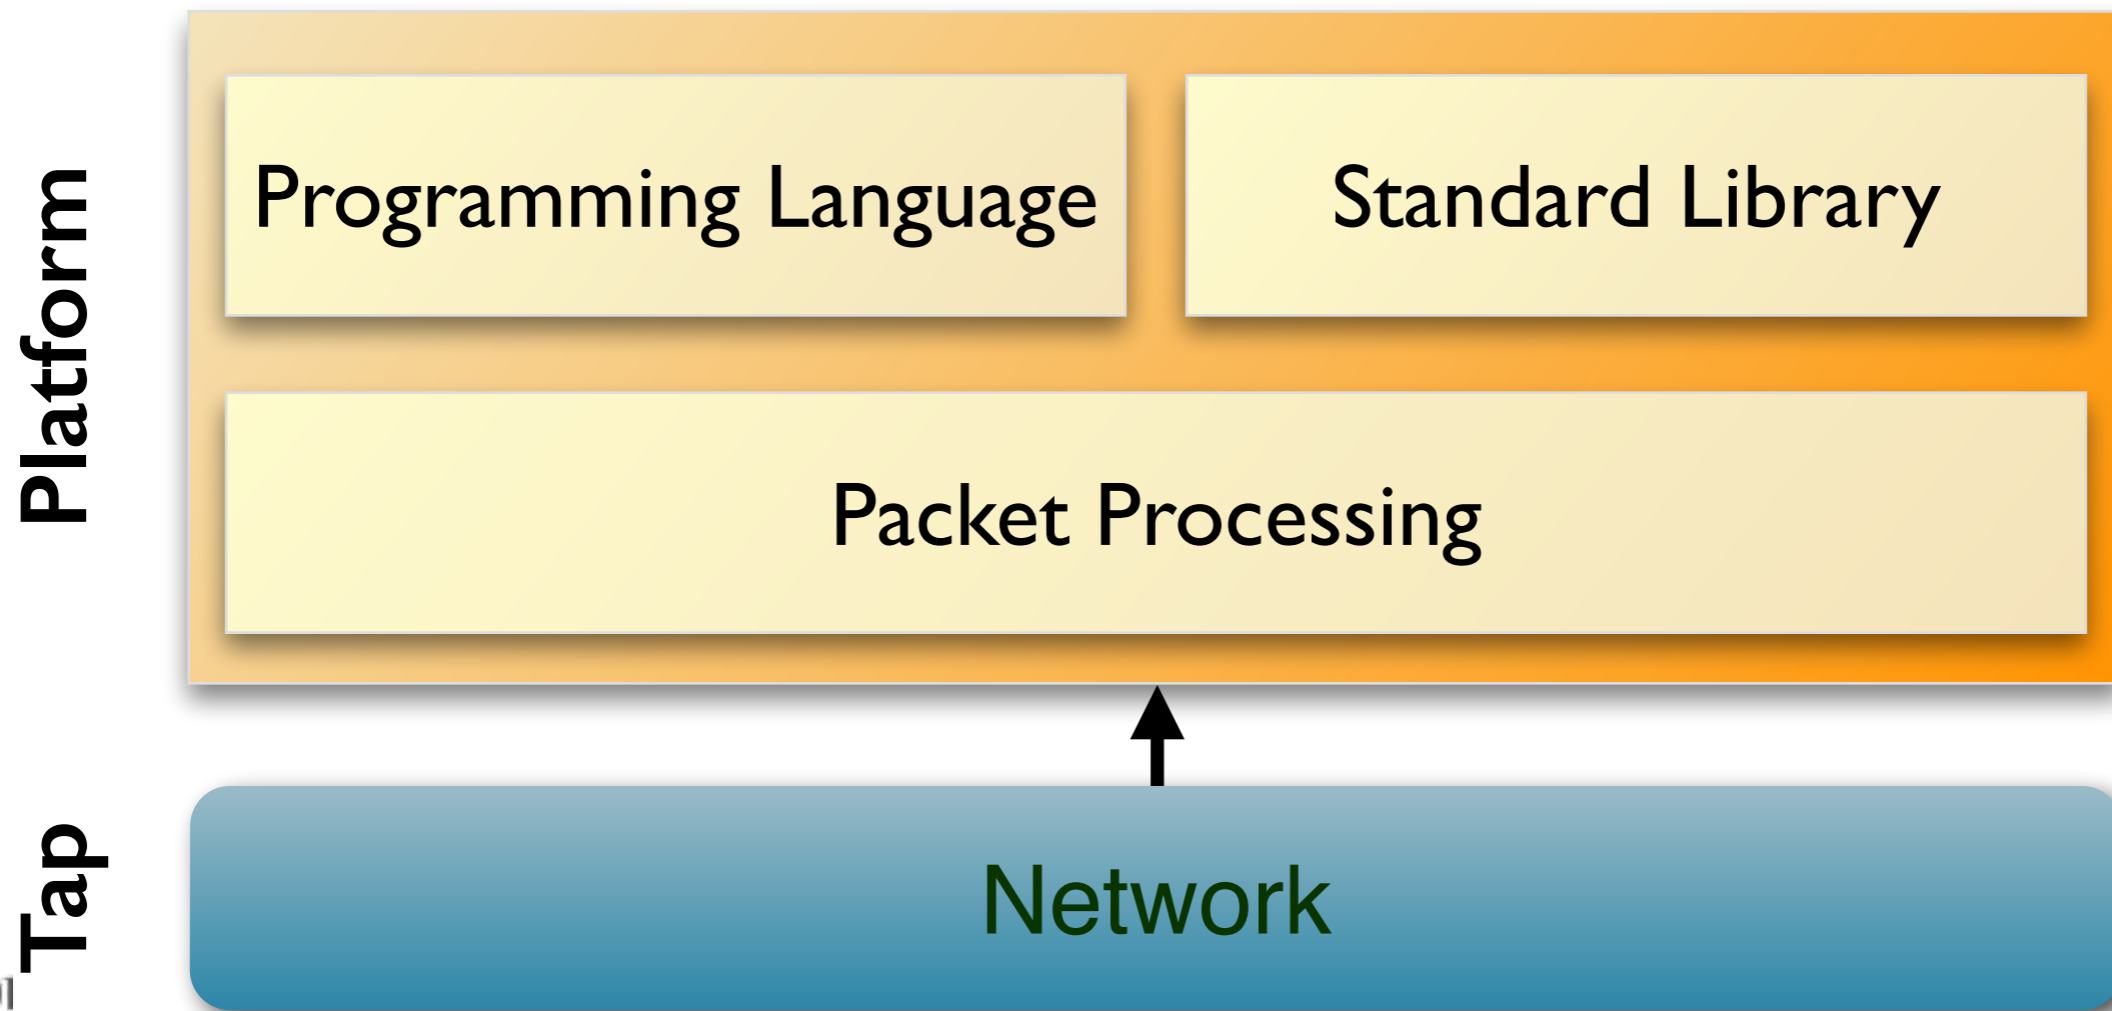 Platform
Programming Language
Standard Library
Packet Processing
Tap
Network